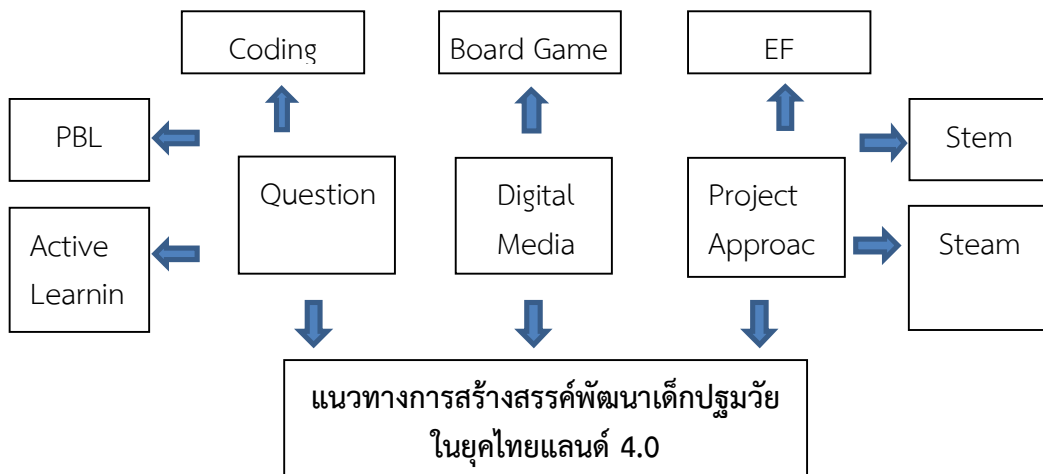 Coding
Board Game
EF
PBL
Stem
Question
Digital
Media
Project
Approac
Active
Learnin
Steam
แนวทางการสร้างสรรค์พัฒนาเด็กปฐมวัย
ในยุคไทยแลนด์ 4.0